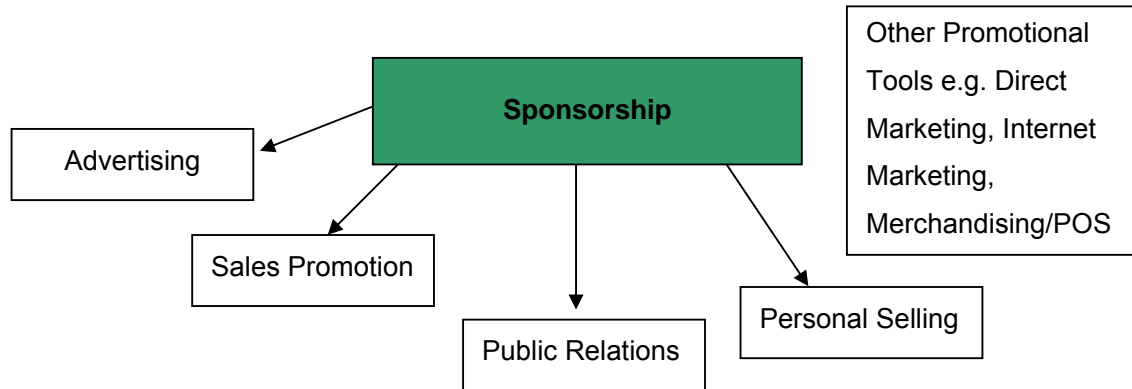 Sponsorship
Advertising
Sales Promotion
Public Relations
Personal Selling
Other Promotional
Tools e.g. Direct
Marketing, Internet
Marketing,
Merchandising/POS